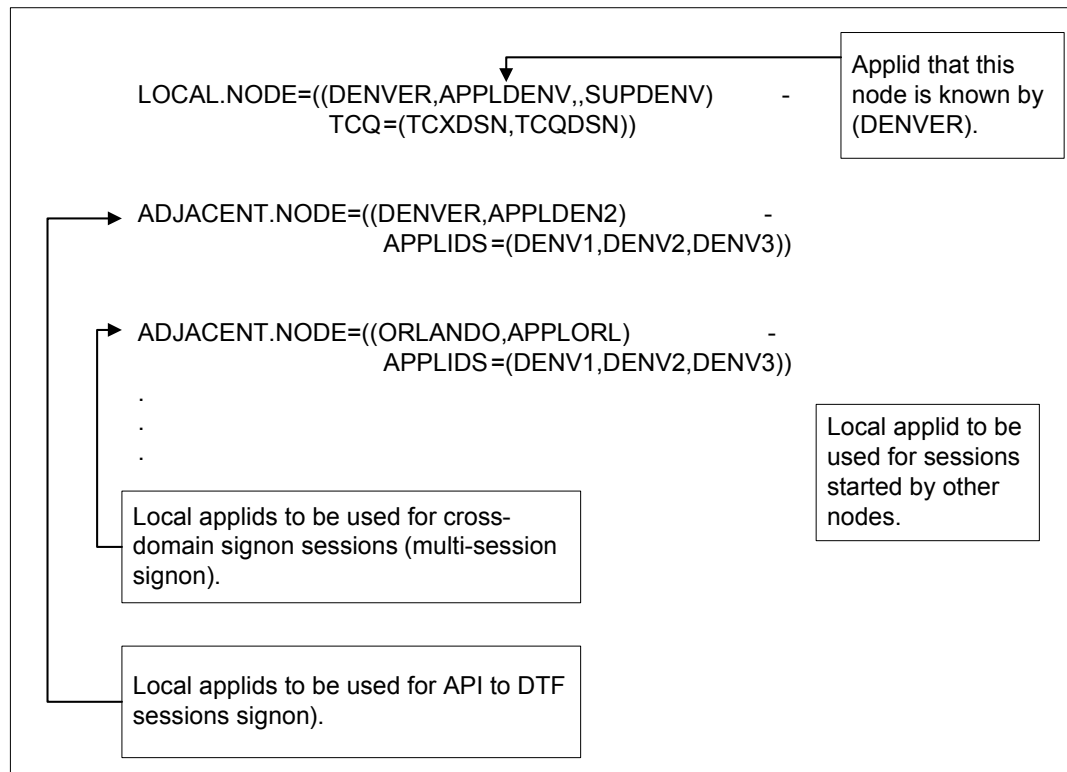 Applid that this
node is known by
(DENVER).
LOCAL.NODE=((DENVER,APPLDENV,,SUPDENV) -
TCQ=(TCXDSN,TCQDSN))
ADJACENT.NODE=((DENVER,APPLDEN2) -
APPLIDS=(DENV1,DENV2,DENV3))
ADJACENT.NODE=((ORLANDO,APPLORL) -
APPLIDS=(DENV1,DENV2,DENV3))
.
.
.
Local applid to be
used for sessions
started by other
nodes.
Local applids to be used for cross-
domain signon sessions (multi-session
signon).
Local applids to be used for API to DTF
sessions signon).